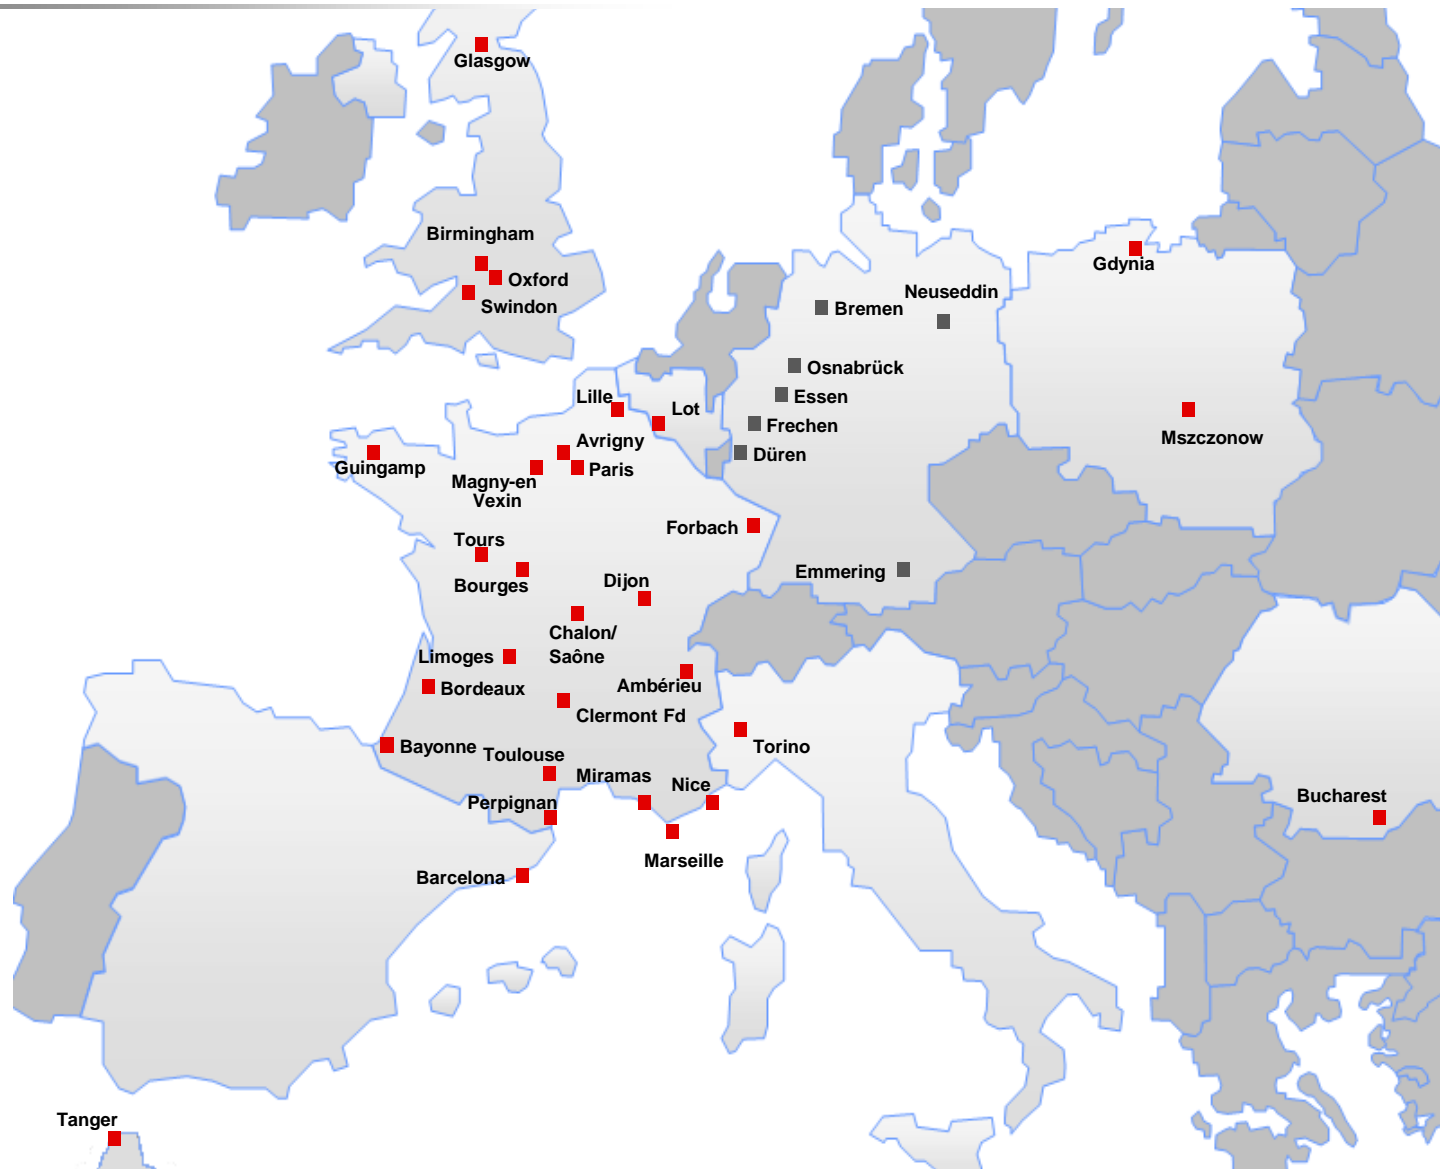 Glasgow
Birmingham
Oxford
Swindon
Gdynia
Neuseddin
Bremen
Osnabrück
Essen
Lille
Lot
Frechen
Mszczonow
Avrigny
Düren
Guingamp
Paris
Magny-en
Vexin
Forbach
Tours
Emmering
Bourges
Dijon
Chalon/
Saône
Limoges
Ambérieu
Bordeaux
Clermont Fd
Bayonne
Toulouse
Torino
Miramas
Nice
Bucharest
Perpignan
Marseille
Barcelona
Tanger